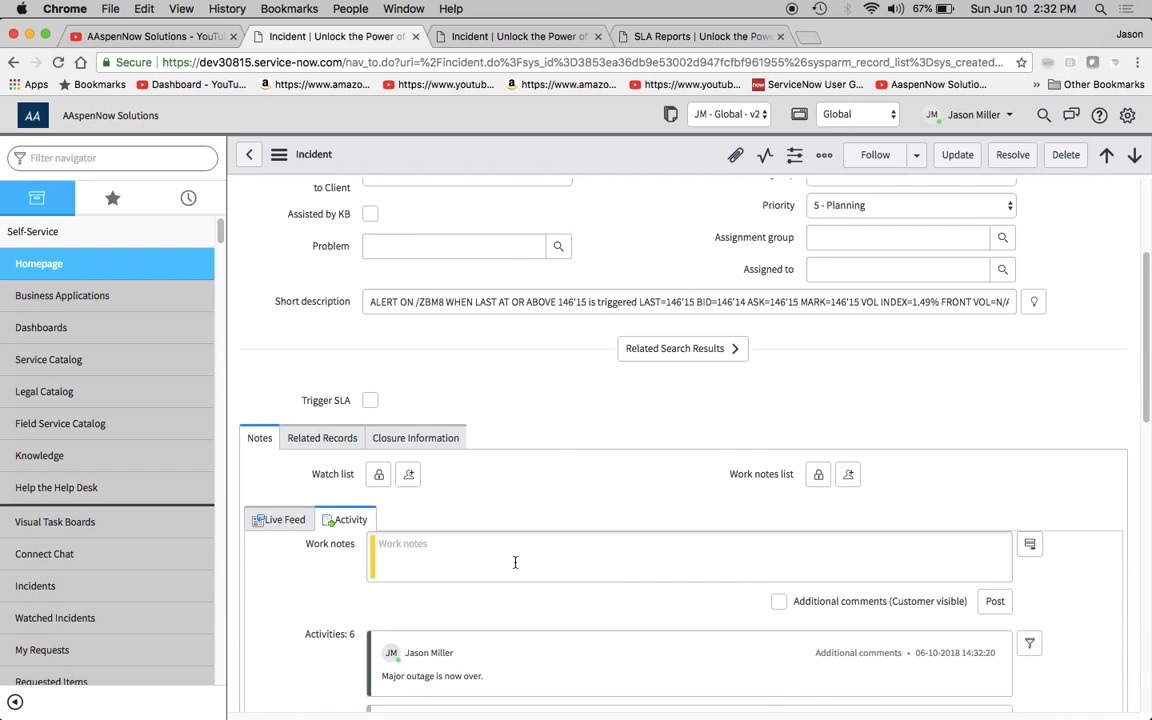 Chrome File Edit View History Bookmarks People Window Help 67% Sun Jun 10 2:32 PM
AAspenNow Solutions - YouTu Incident | Unlock the Power of Incident | Unlock the Power of SLA Reports | Unlock the Powe Jason
Secure https://dev30815.service-now.com/nav_to.do?uri=%2Fincident.do%3Fsys_id%3D3853ea36db9e53002d947fcfbf961955%26sysparm_record_list%3Dsys_created...
Apps Bookmarks Dashboard - YouTu... https://www.amazo... https://www.youtub... https://www.amazo... https://www.youtub... ServiceNow User G... AAspenNow Solutio... » Other Bookmarks
AA AAspenNow Solutions JM - Global - v2 Global JM Jason Miller
Filter navigator
Incident Follow Update Resolve Delete
to Client
Assisted by KB
Priority 5 - Planning
Problem
Assignment group
Assigned to
Short description ALERT ON /ZBM8 WHEN LAST AT OR ABOVE 146'15 is triggered LAST=146'15 BID=146'14 ASK=146'15 MARK=146'15 VOL INDEX=1.49% FRONT VOL=N/A
Related Search Results
Trigger SLA
Notes Related Records Closure Information
Watch list
Work notes list
Live Feed Activity
Work notes Work notes
Additional comments (Customer visible) Post
Activities: 6
JM Jason Miller Additional comments • 06-10-2018 14:32:20
Major outage is now over.
Self-Service
Homepage
Business Applications
Dashboards
Service Catalog
Legal Catalog
Field Service Catalog
Knowledge
Help the Help Desk
Visual Task Boards
Connect Chat
Incidents
Watched Incidents
My Requests
Requested Items